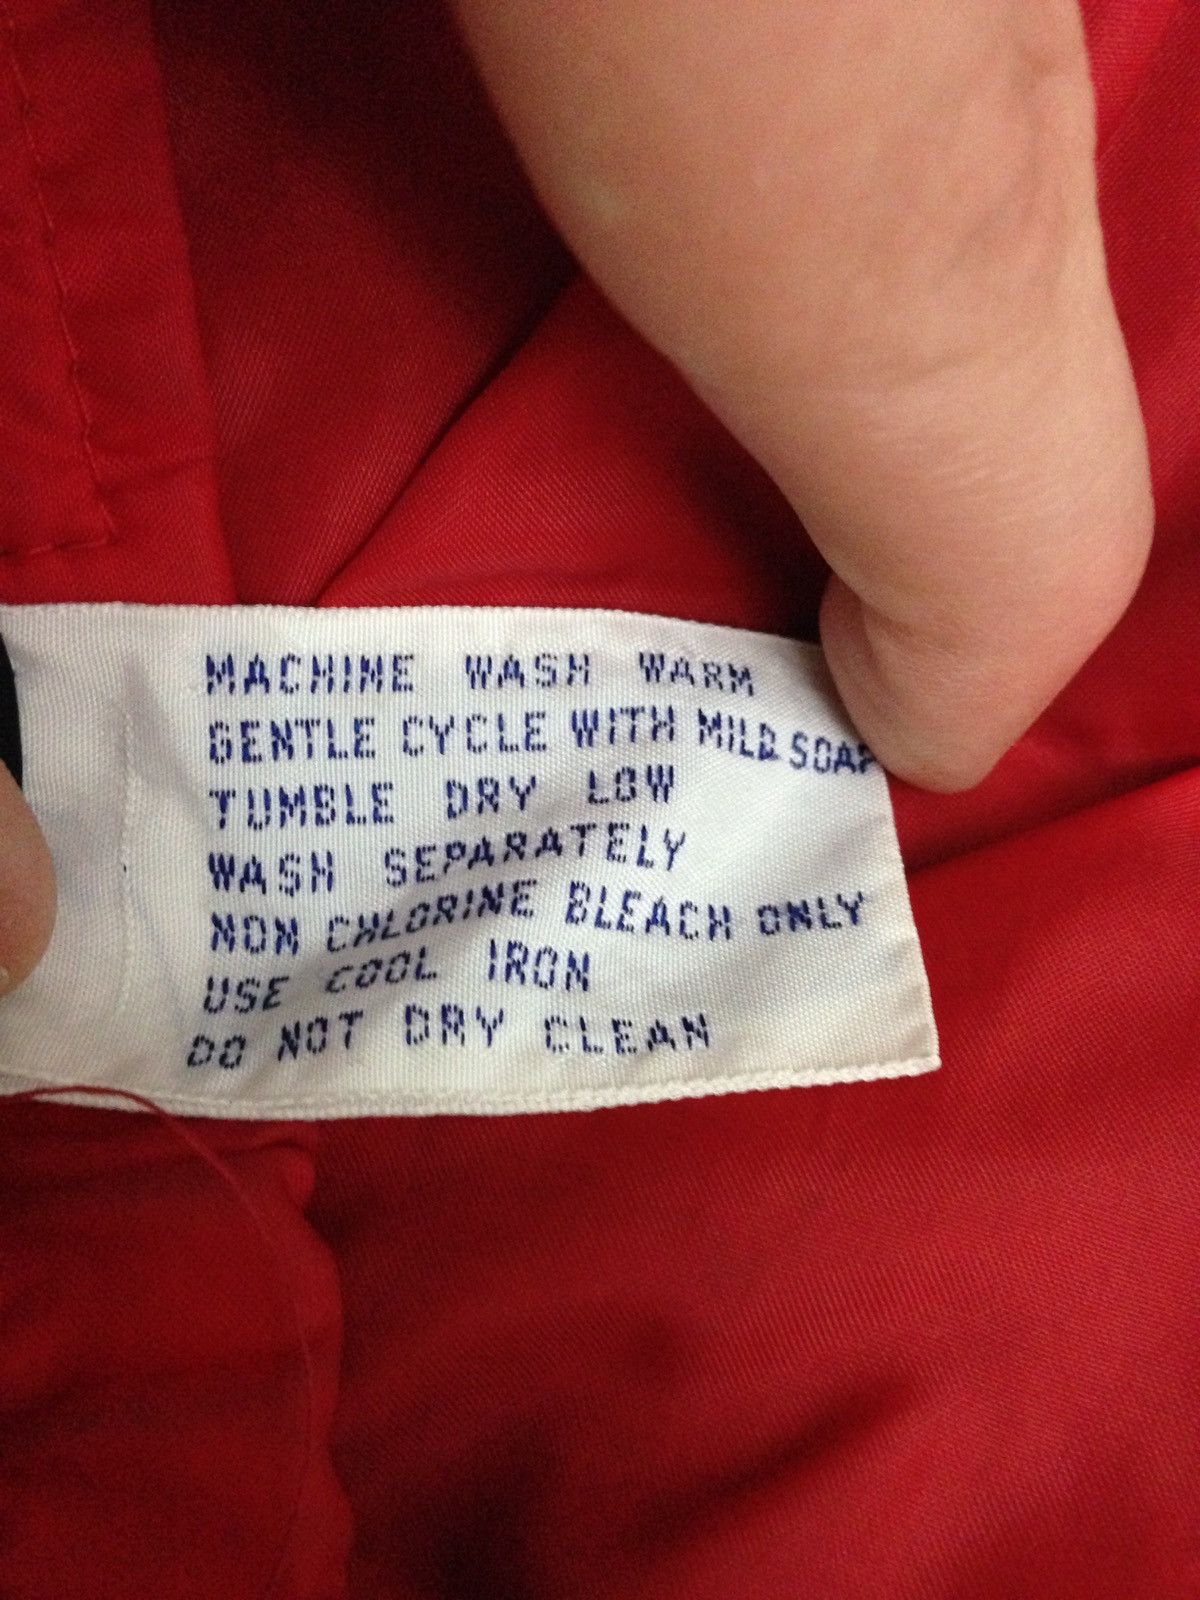 MACHINE WASH WARM
GENTLE CYCLE WITH MILD SOAP
TUMBLE DRY LOW
WASH SEPARATELY
NON CHLORINE BLEACH ONLY
USE COOL IRON
DO NOT DRY CLEAN